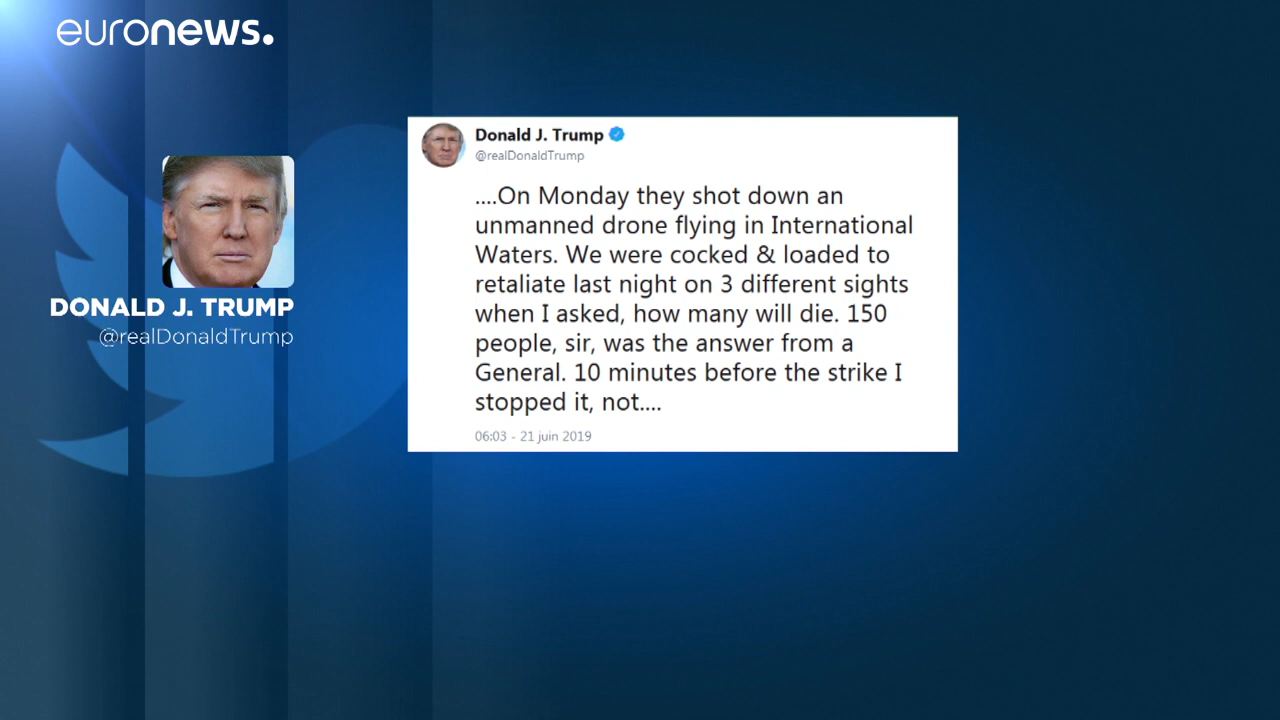 euronews.
DONALD J. TRUMP
@realDonaldTrump
Donald J. Trump
@realDonaldTrump
....On Monday they shot down an
unmanned drone flying in International
Waters. We were cocked & loaded to
retaliate last night on 3 different sights
when I asked, how many will die. 150
people, sir, was the answer from a
General. 10 minutes before the strike I
stopped it, not....
06:03 - 21 juin 2019